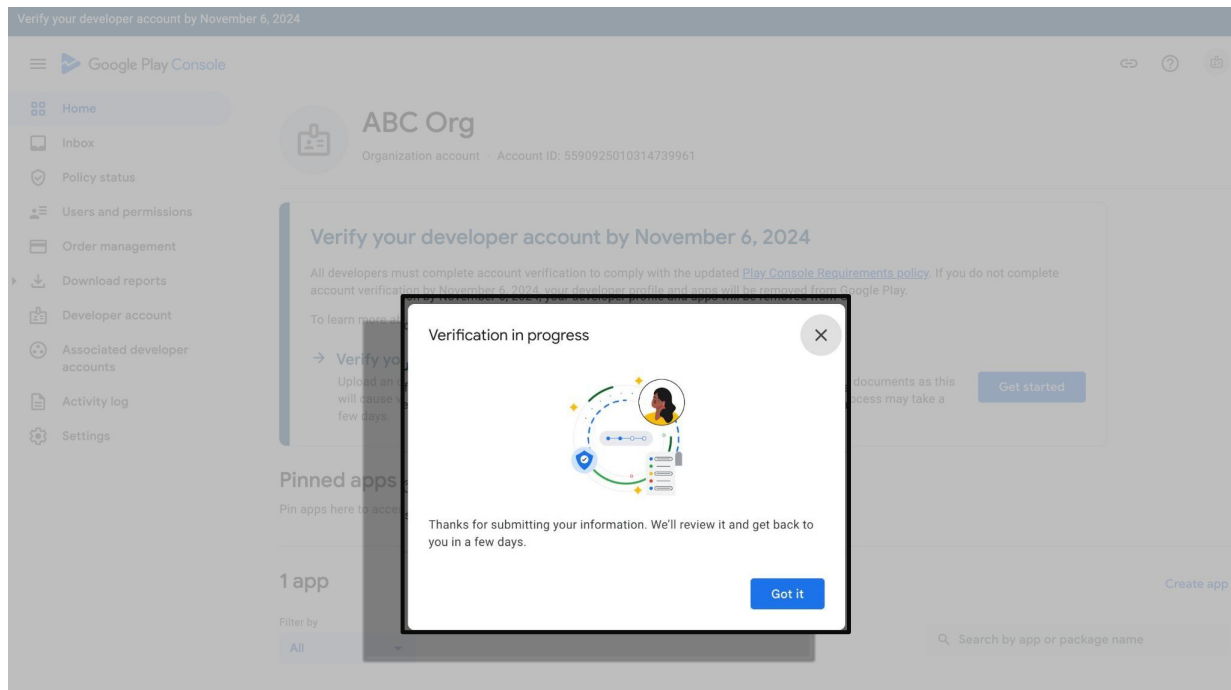 Verify your developer account by November 6, 2024
Google Play Console
Home
Inbox
Policy status
Users and permissions
Order management
Download reports
Developer account
Associated developer
accounts
Activity log
Settings
ABC Org
Organization account · Account ID: 5590925010314739961
Verify your developer account by November 6, 2024
All developers must complete account verification to comply with the updated Play Console Requirements policy. If you do not complete
account verification by November 6, 2024, your developer profile and apps will be removed from Google Play.
To learn more
Verify yo
Upload an
documents as this
will cause
process may take a
few days.
Get started
Verification in progress
Thanks for submitting your information. We'll review it and get back to
you in a few days.
Got it
Pinned apps
Pin apps here to acce
1 app
Create app
Filter by
All
Search by app or package name